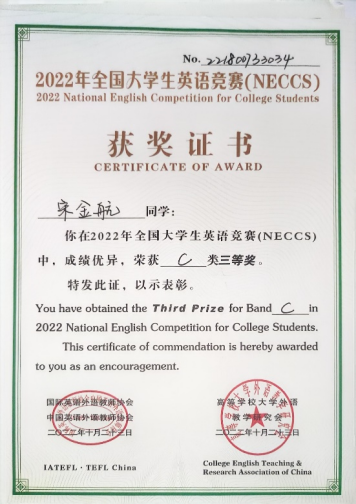 No. 221800733034
2022年全国大学生英语竞赛(NECCS)
2022 National English Competition for College Students
获奖证书
CERTIFICATE OF AWARD
宋金航 同学:
你在2022年全国大学生英语竞赛(NECCS)
中，成绩优异，荣获 C 类三等奖。
特发此证，以示表彰。
You have obtained the Third Prize for Band C in
2022 National English Competition for College Students.
This certificate of commendation is hereby awarded
to you as an encouragement.
国际英语外语教师协会 高等学校大学外语
中国英语外语教师协会 教学研究会
二〇二二年十月二十三日 二〇二二年十月二十三日
IATEFL · TEFL China
College English Teaching &
Research Association of China